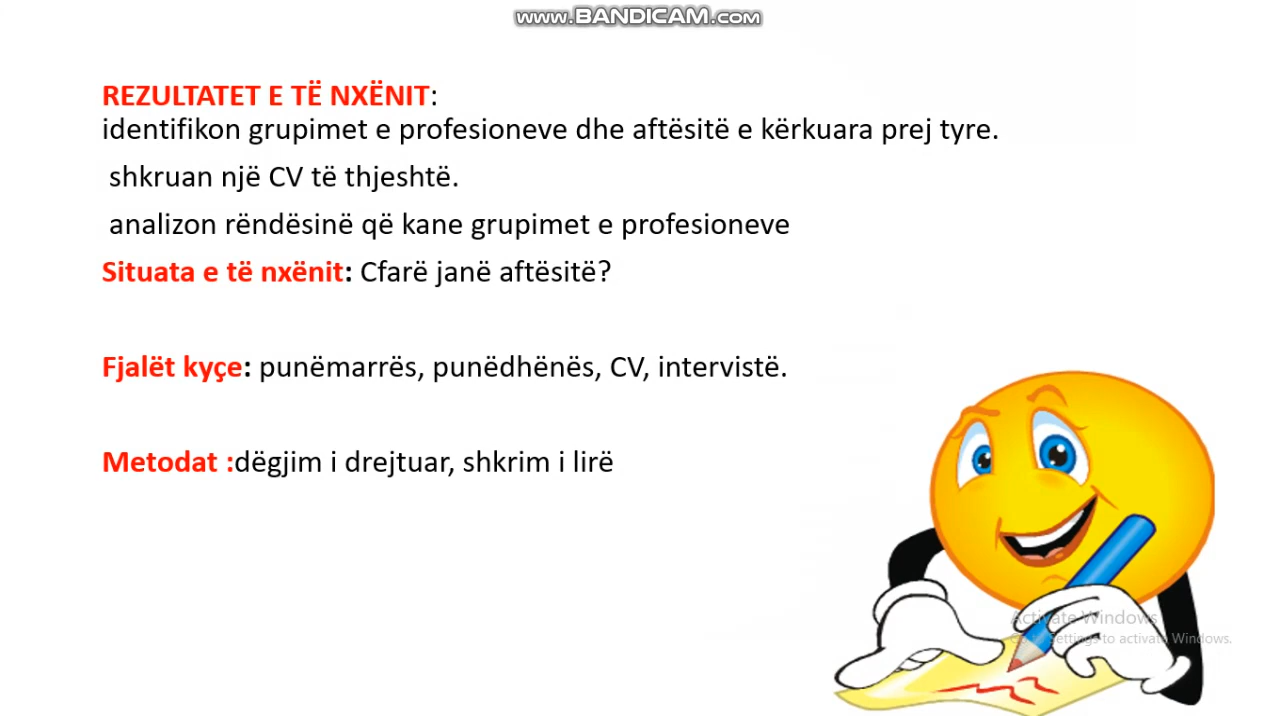 WWW.BANDICAM.COM
REZULTATET E TË NXËNIT:
identifikon grupimet e profesioneve dhe aftësitë e kërkuara prej tyre.
shkruan një CV të thjeshtë.
analizon rëndësinë që kane grupimet e profesioneve
Situata e të nxënit: Cfarë janë aftësitë?
Fjalët kyçe: punëmarrës, punëdhënës, CV, intervistë.
Metodat :dëgjim i drejtuar, shkrim i lirë
Activate Windows
Go to Settings to activate Windows.